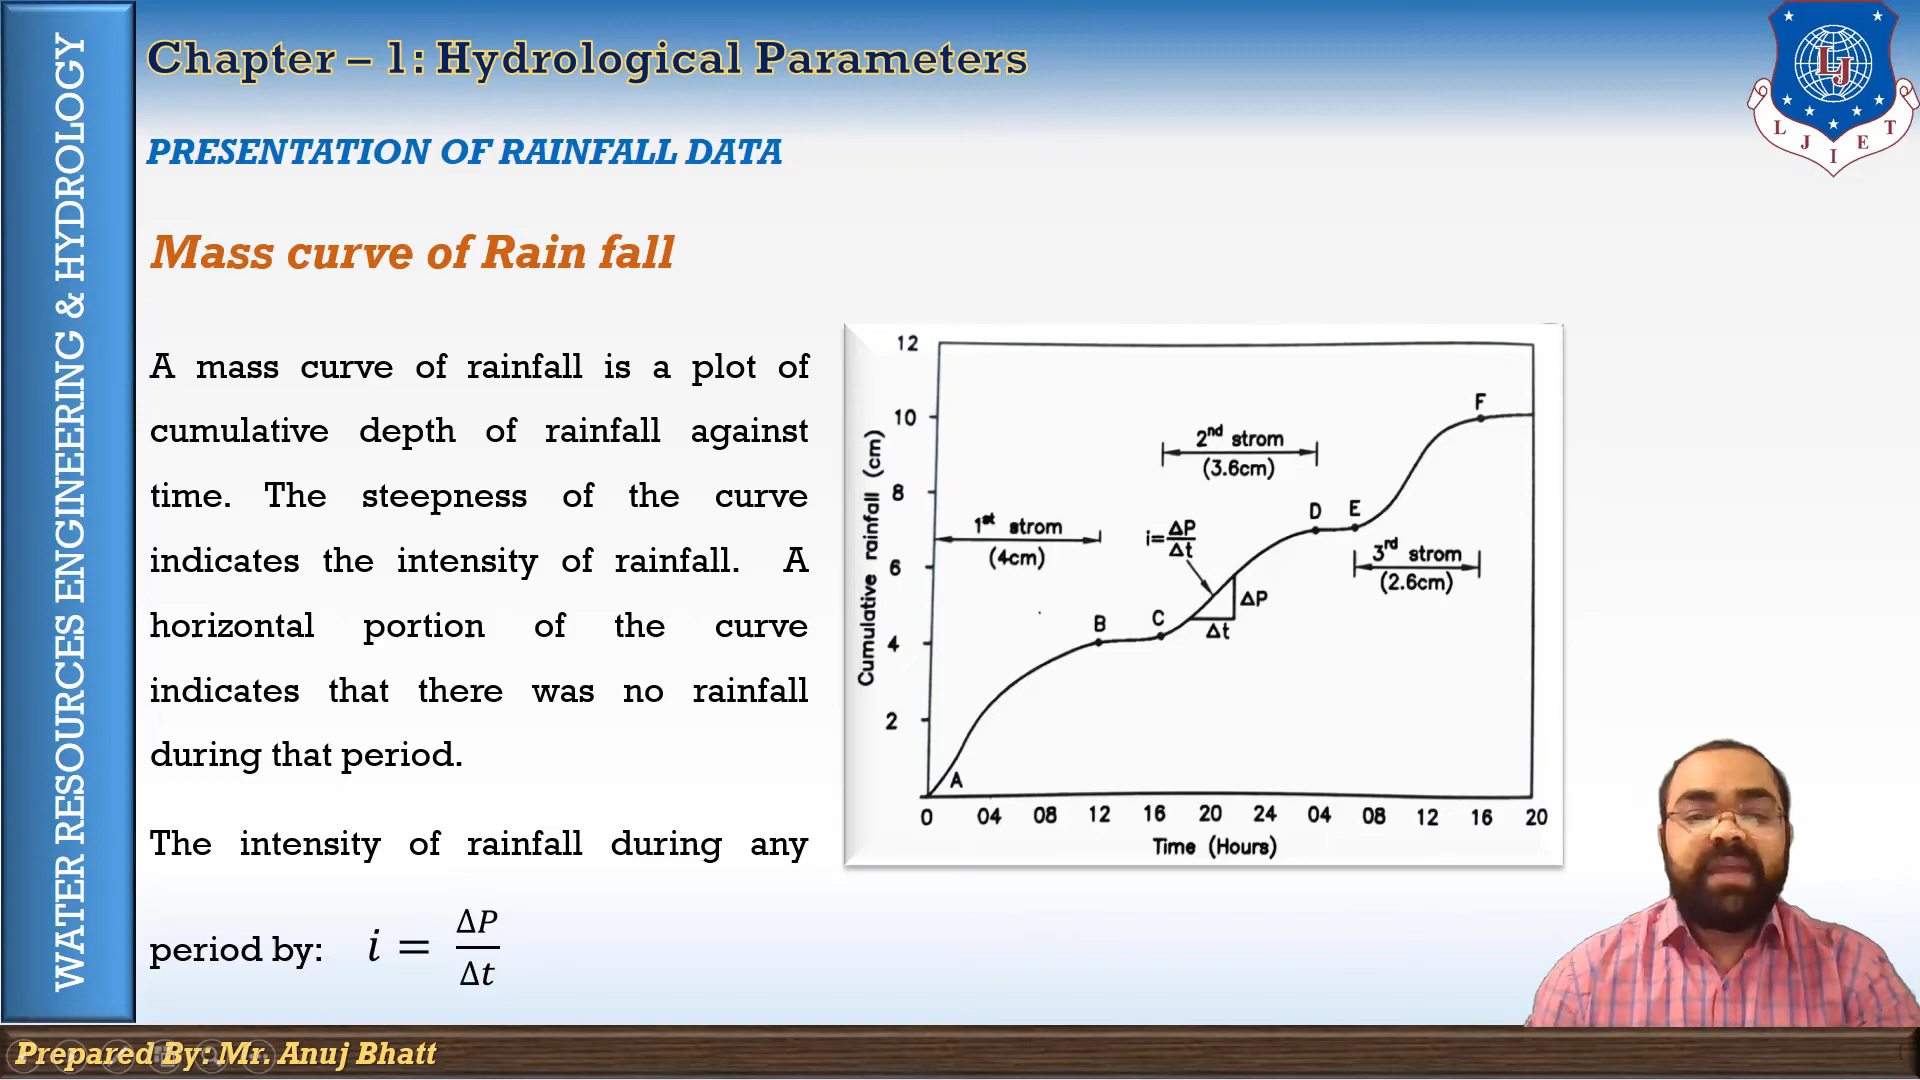 WATER RESOURCES ENGINEERING & HYDROLOGY
Chapter – 1: Hydrological Parameters
LJ
L J I E T
PRESENTATION OF RAINFALL DATA
Mass curve of Rain fall
A mass curve of rainfall is a plot of
cumulative depth of rainfall against
time. The steepness of the curve
indicates the intensity of rainfall. A
horizontal portion of the curve
indicates that there was no rainfall
during that period.
The intensity of rainfall during any
period by: i = ΔP/Δt
Cumulative rainfall (cm)
12
10
8
6
4
2
1st strom
(4cm)
2nd strom
(3.6cm)
3rd strom
(2.6cm)
i=ΔP/Δt
ΔP
Δt
A
B
C
D
E
F
0 04 08 12 16 20 24 04 08 12 16 20
Time (Hours)
Prepared By: Mr. Anuj Bhatt